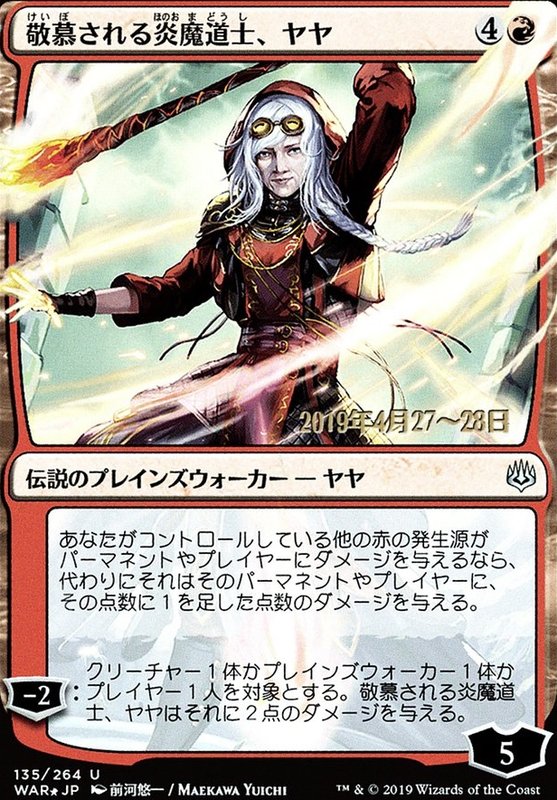 敬慕される炎魔道士、ヤヤ 4
けいぼ ほのおまどうし
2019年4月27～28日
伝説のプレインズウォーカー — ヤヤ
あなたがコントロールしている他の赤の発生源が
パーマネントやプレイヤーにダメージを与えるなら、
代わりにそれはそのパーマネントやプレイヤーに、
その点数に１を足した点数のダメージを与える。
クリーチャー１体かプレインズウォーカー１体か
-2 : プレイヤー１人を対象とする。敬慕される炎魔道
士、ヤヤはそれに２点のダメージを与える。
5
135/264 U
WAR★JP 前河悠一 / MAEKAWA YUICHI
™ & © 2019 Wizards of the Coast